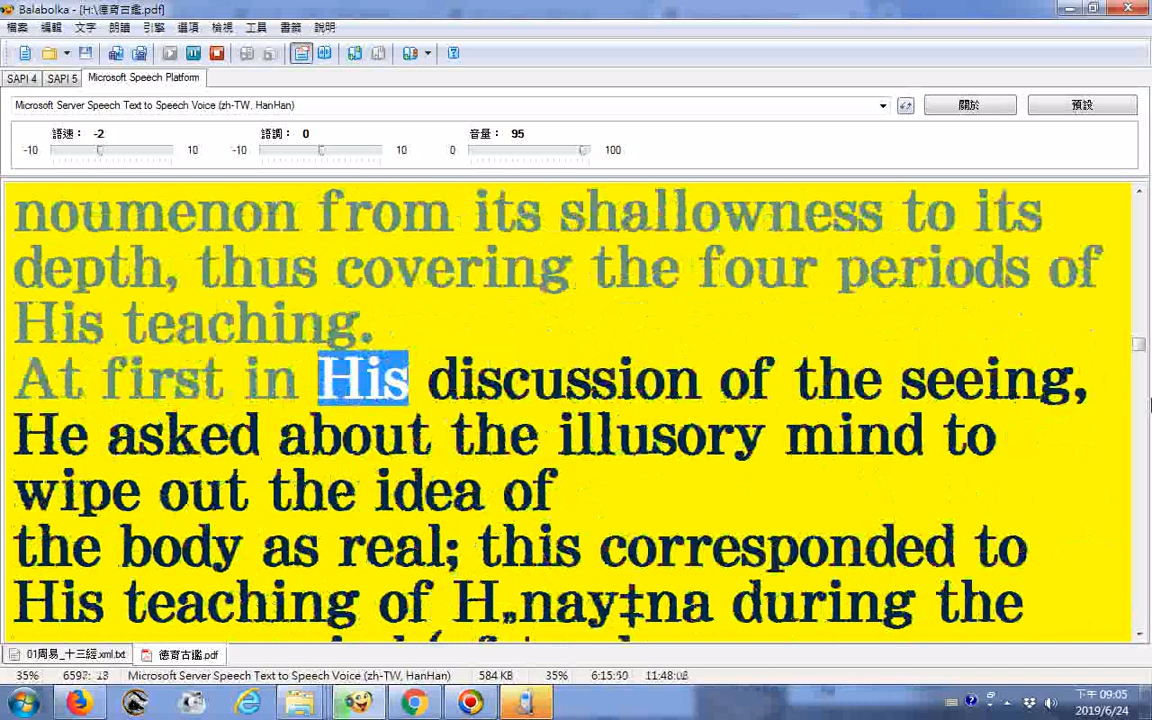 Balabolka - [H:\德育古鑑.pdf]
檔案 編輯 文字 朗讀 引擎 選項 檢視 工具 書籤 說明
SAPI 4 SAPI 5 Microsoft Speech Platform
Microsoft Server Speech Text to Speech Voice (zh-TW, HanHan) 關於 預設
語速： -2 語調： 0 音量： 95
-10 10 -10 10 0 100
noumenon from its shallowness to its
depth, thus covering the four periods of
His teaching.
At first in His discussion of the seeing,
He asked about the illusory mind to
wipe out the idea of
the body as real; this corresponded to
His teaching of H„nay‡na during the
01周易_十三經.xml.txt 德育古鑑.pdf
35% 6597: 13 Microsoft Server Speech Text to Speech Voice (zh-TW, HanHan) 584 KB 35% 6:15:50 11:48:08
下午 09:05
2019/6/24